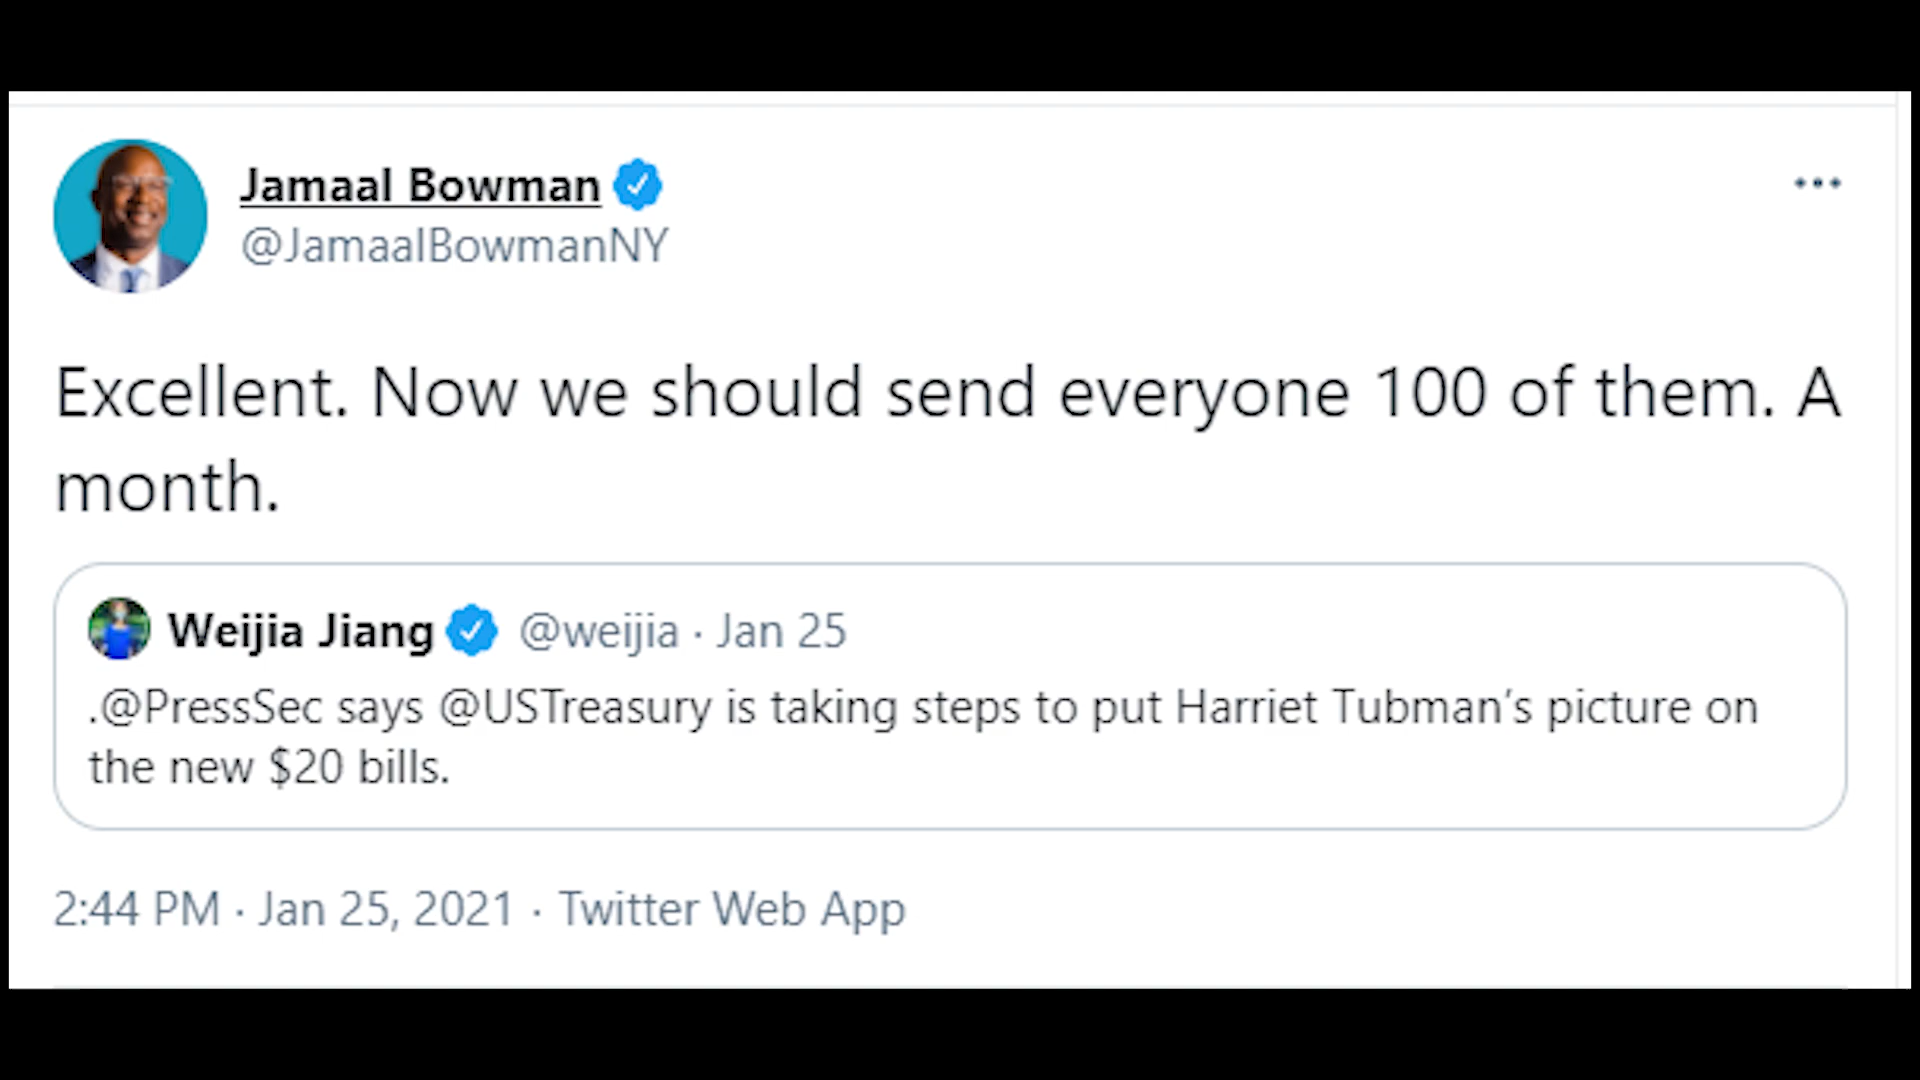 Jamaal Bowman
@JamaalBowmanNY
Excellent. Now we should send everyone 100 of them. A
month.
Weijia Jiang @weijia · Jan 25
.@PressSec says @USTreasury is taking steps to put Harriet Tubman’s picture on
the new $20 bills.
2:44 PM · Jan 25, 2021 · Twitter Web App